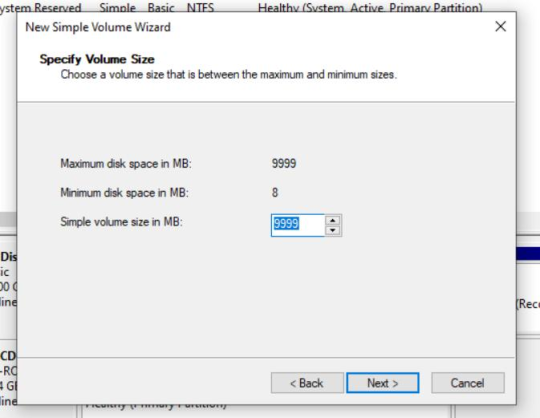 System Reserved Simple Basic NTFS Healthy (System, Active, Primary Partition)
New Simple Volume Wizard
Specify Volume Size
Choose a volume size that is between the maximum and minimum sizes.
Maximum disk space in MB: 9999
Minimum disk space in MB: 8
Simple volume size in MB: 9999
Dis
ic
00 G
line
(Reco
CD
-RO
4 GB
line
< Back Next > Cancel
Healthy (Primary Partition)